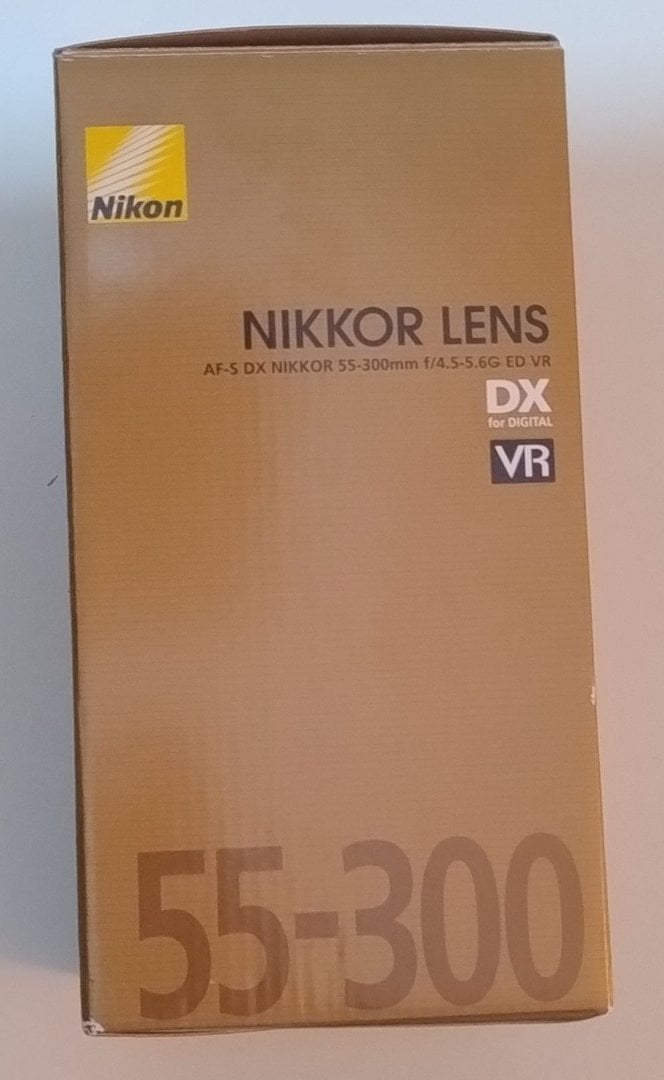 Nikon
NIKKOR LENS
AF-S DX NIKKOR 55-300mm f/4.5-5.6G ED VR
DX
for DIGITAL
VR
55-300